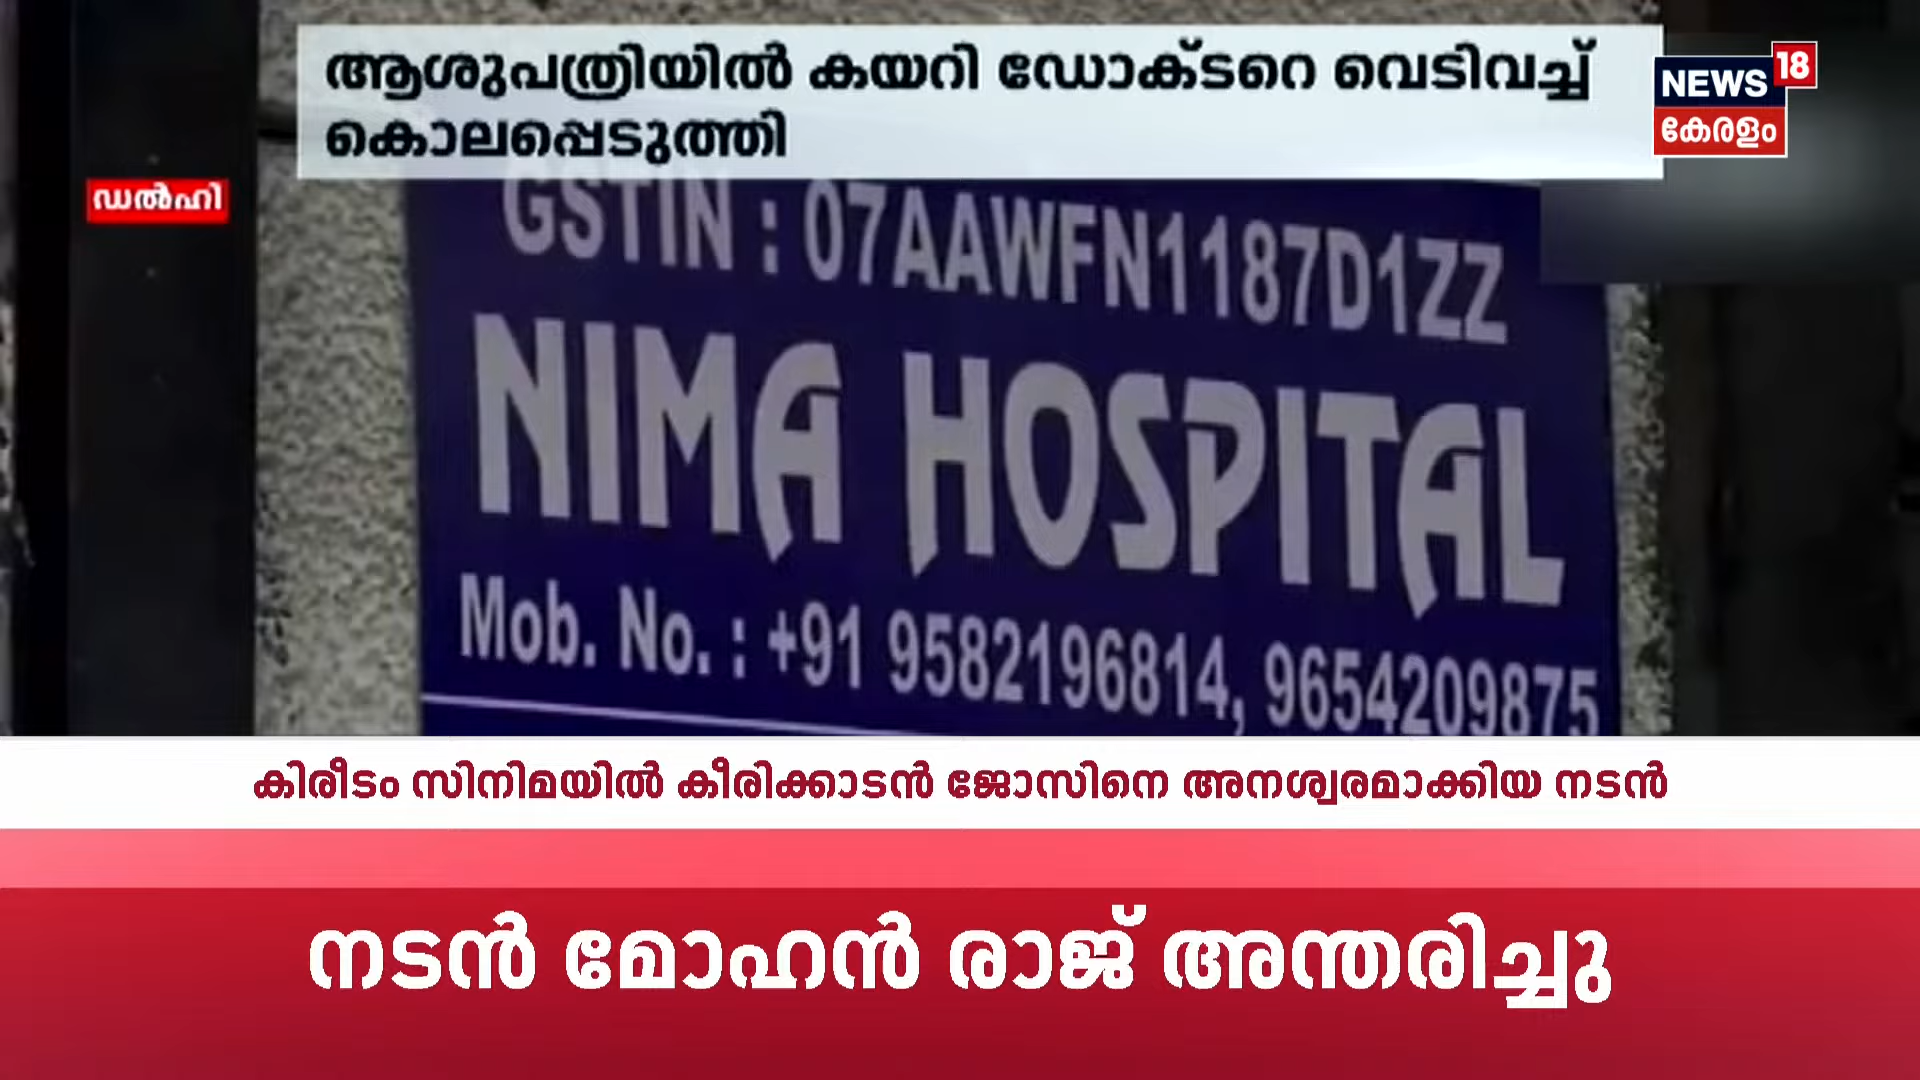 ആശുപത്രിയിൽ കയറി ഡോക്ടറെ വെടിവച്ച്
കൊലപ്പെടുത്തി
NEWS 18
കേരളം
ഡൽഹി
GSTIN : 07AAWFN1187D1ZZ
NIMA HOSPITAL
Mob. No. : +91 9582196814, 9654209875
കിരീടം സിനിമയിൽ കീരിക്കാടൻ ജോസിനെ അനശ്വരമാക്കിയ നടൻ
നടൻ മോഹൻ രാജ് അന്തരിച്ചു